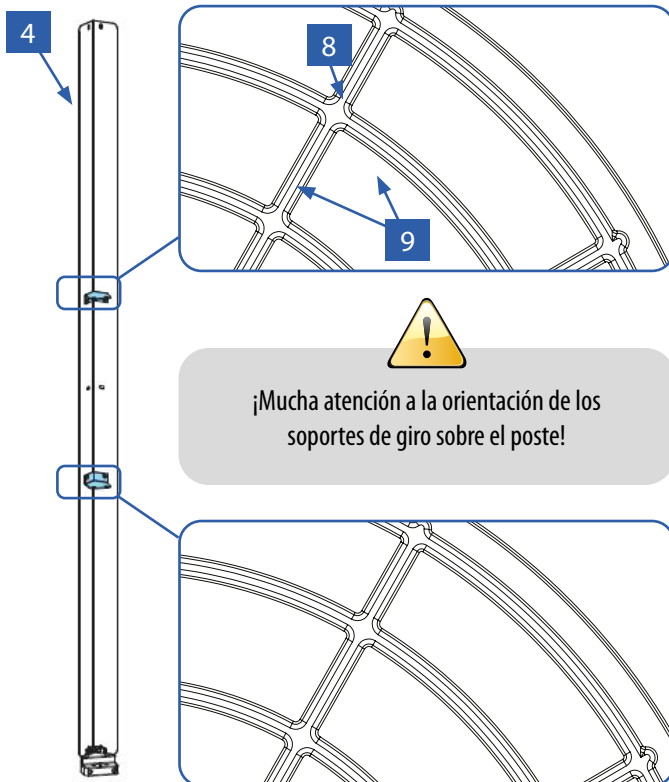 4
8
9
¡Mucha atención a la orientación de los
soportes de giro sobre el poste!